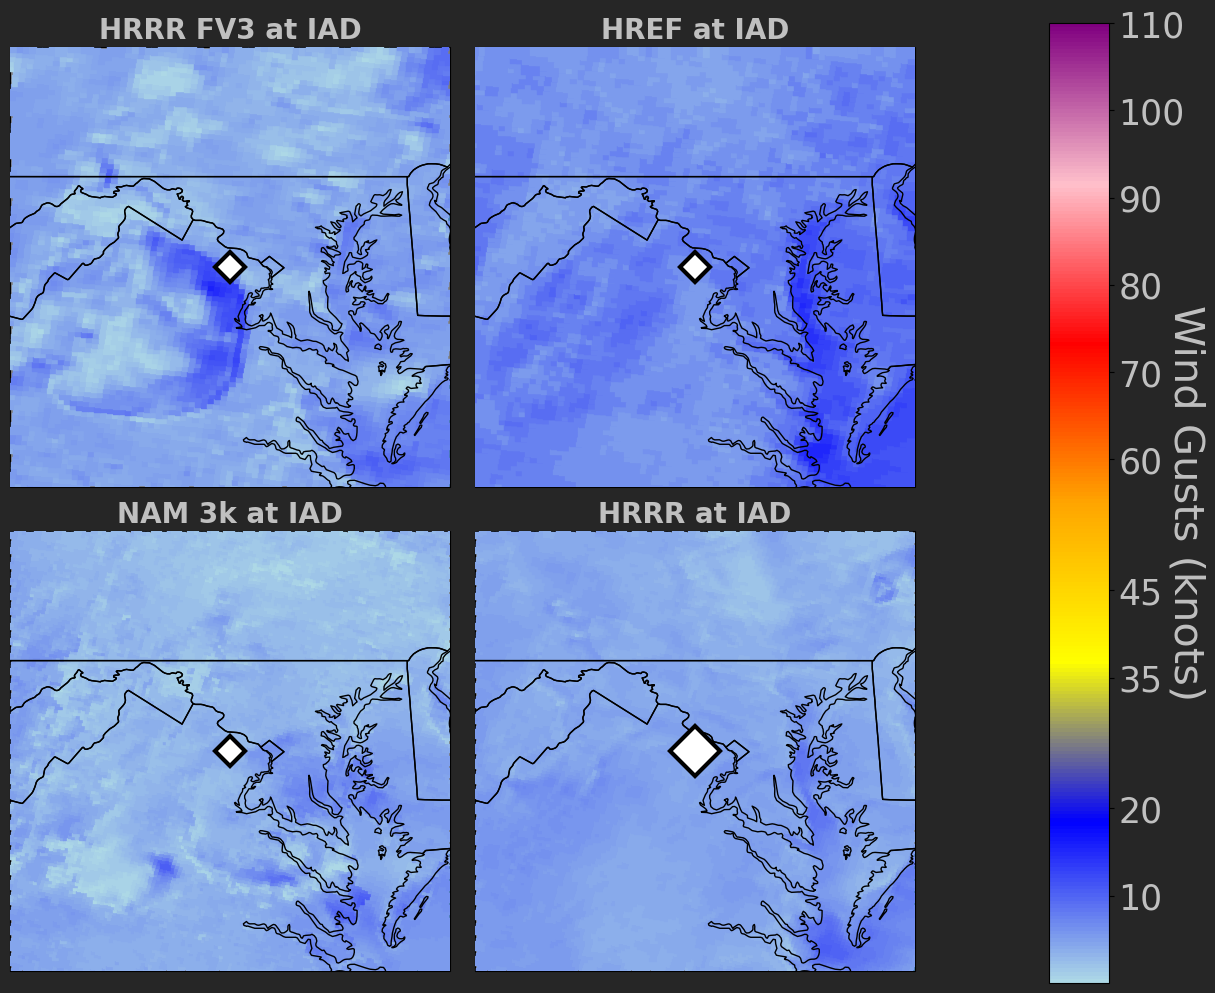 HRRR FV3 at IAD
HREF at IAD
NAM 3k at IAD
HRRR at IAD
110
100
90
80
70
60
45
35
20
10
Wind Gusts (knots)